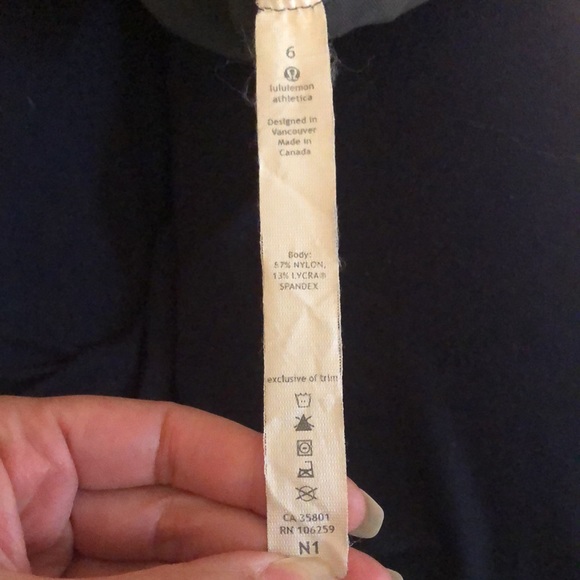 6
lululemon
athletica
Designed in
Vancouver
Made in
Canada
Body:
87% NYLON,
13% LYCRA®
SPANDEX
exclusive of trim
CA 35801
RN 106259
N1